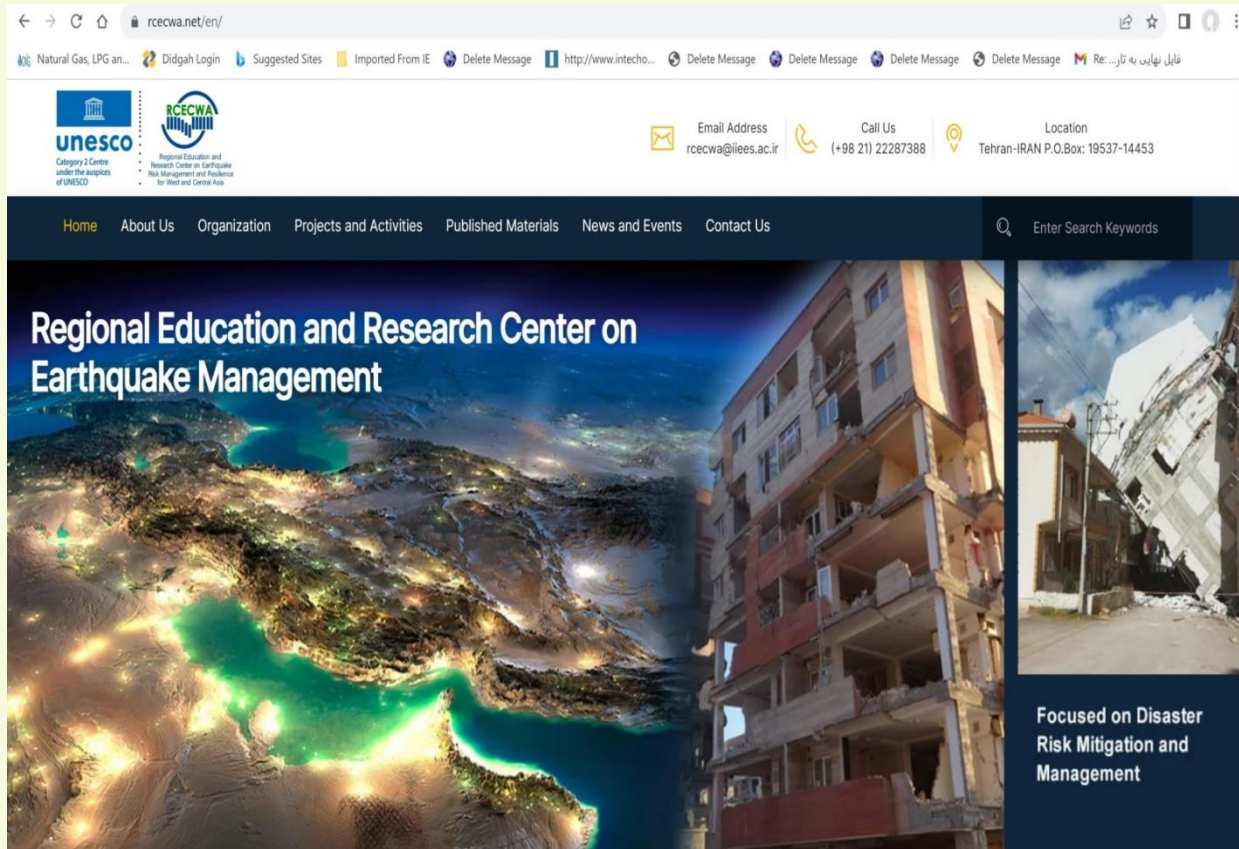 rcecwa.net/en/
Natural Gas, LPG an... Didgah Login Suggested Sites Imported From IE Delete Message http://www.intecho... Delete Message Delete Message Delete Message Delete Message Re: فایل نهایی به تار...
unesco
Category 2 Centre
under the auspices
of UNESCO
RCECWA
Regional Education and
Research Center on Earthquake
Risk Management and Resilience
for West and Central Asia
Email Address
rcecwa@iiees.ac.ir
Call Us
(+98 21) 22287388
Location
Tehran-IRAN P.O.Box: 19537-14453
Home About Us Organization Projects and Activities Published Materials News and Events Contact Us Enter Search Keywords
Regional Education and Research Center on
Earthquake Management
Focused on Disaster
Risk Mitigation and
Management